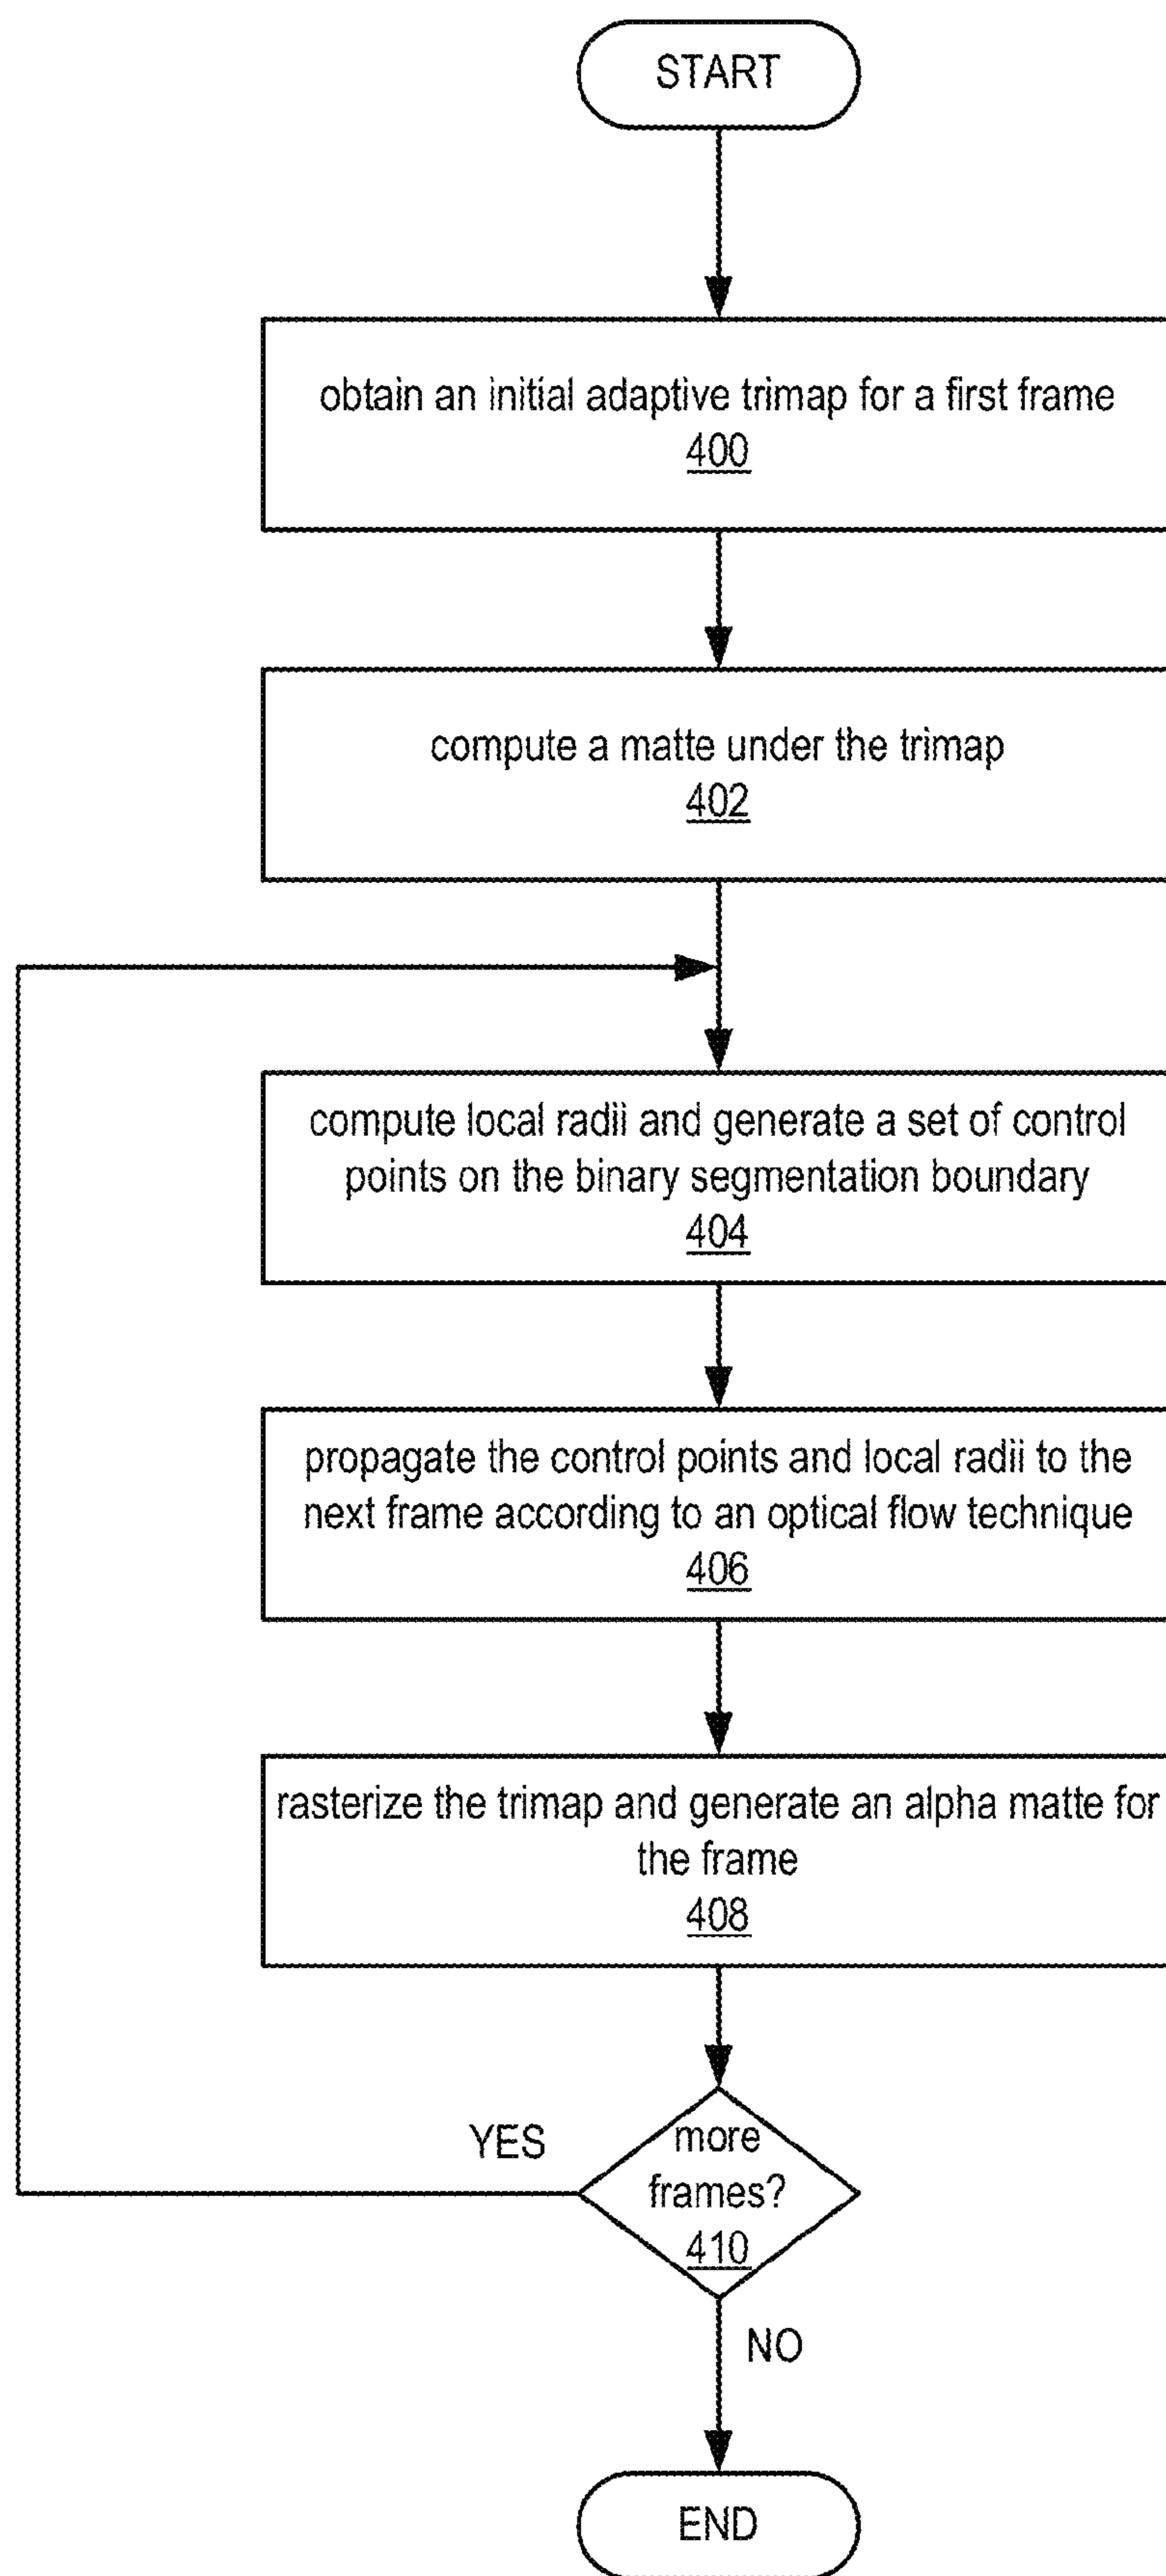 START
obtain an initial adaptive trimap for a first frame
400
compute a matte under the trimap
402
compute local radii and generate a set of control
points on the binary segmentation boundary
404
propagate the control points and local radii to the
next frame according to an optical flow technique
406
rasterize the trimap and generate an alpha matte for
the frame
408
YES
more
frames?
410
NO
END